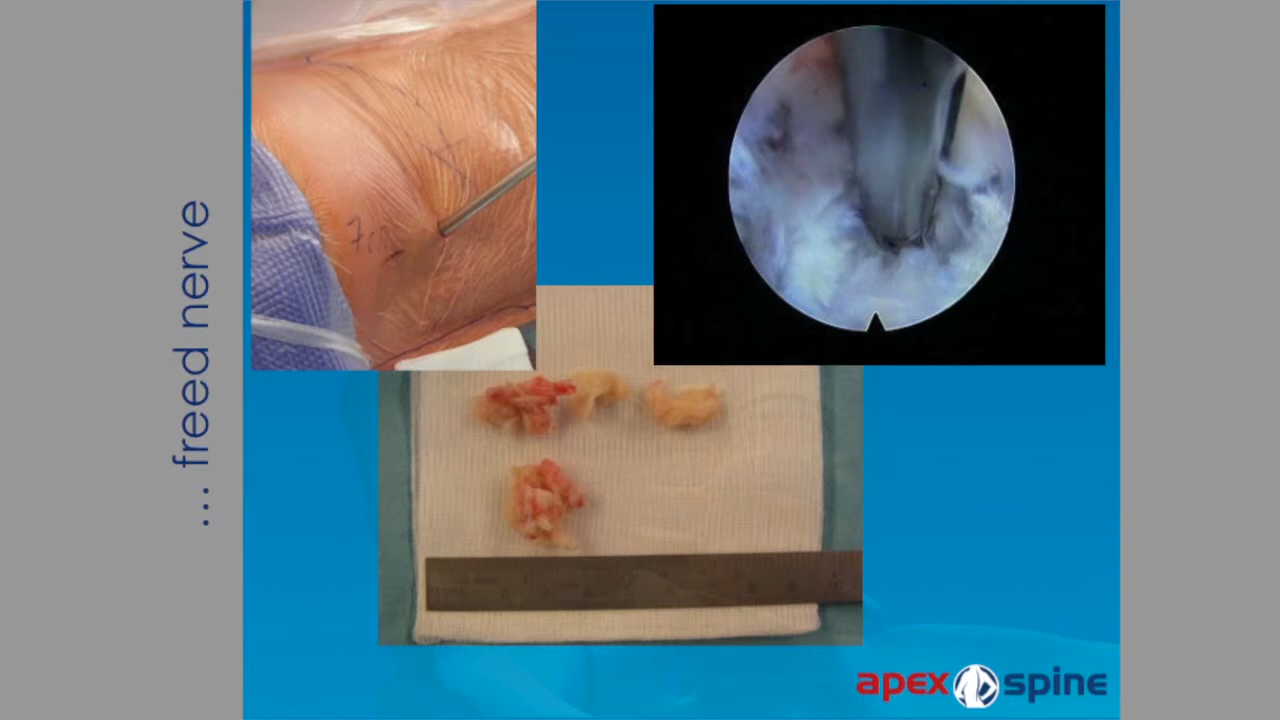 ... freed nerve
7cm
apex spine